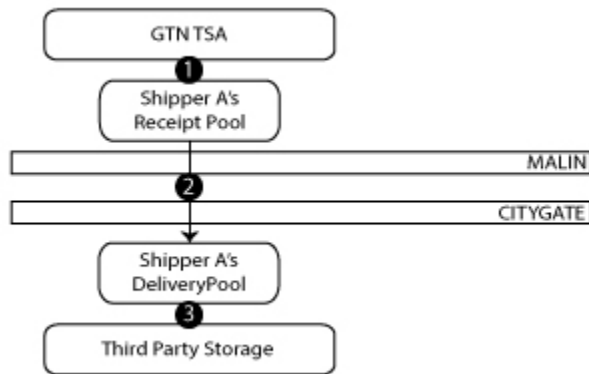 GTN TSA
1
Shipper A's
Receipt Pool
MALIN
2
CITYGATE
Shipper A's
DeliveryPool
3
Third Party Storage